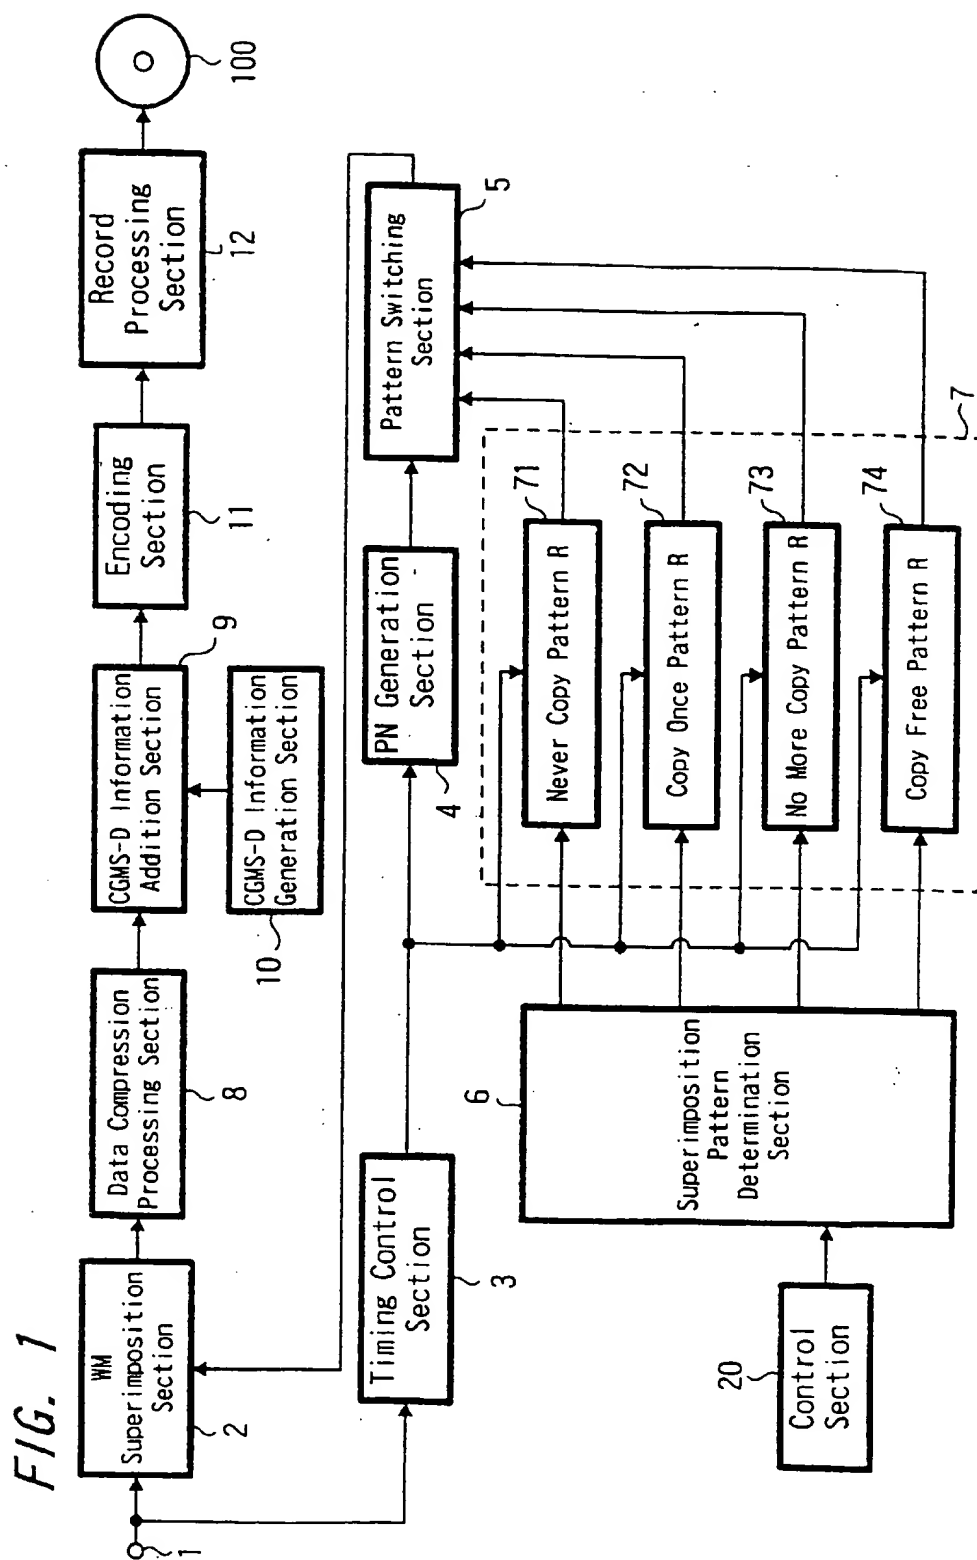 FIG. 1
1
WM
Superimposition
Section
2
Data Compression
Processing Section
8
CGMS-D Information
Addition Section
9
CGMS-D Information
Generation Section
10
Encoding
Section
11
Record
Processing
Section
12
100
Timing Control
Section
3
PN Generation
Section
4
Pattern Switching
Section
5
Control
Section
20
Superimposition
Pattern
Determination
Section
6
Never Copy Pattern R
71
Copy Once Pattern R
72
No More Copy Pattern R
73
Copy Free Pattern R
74
7